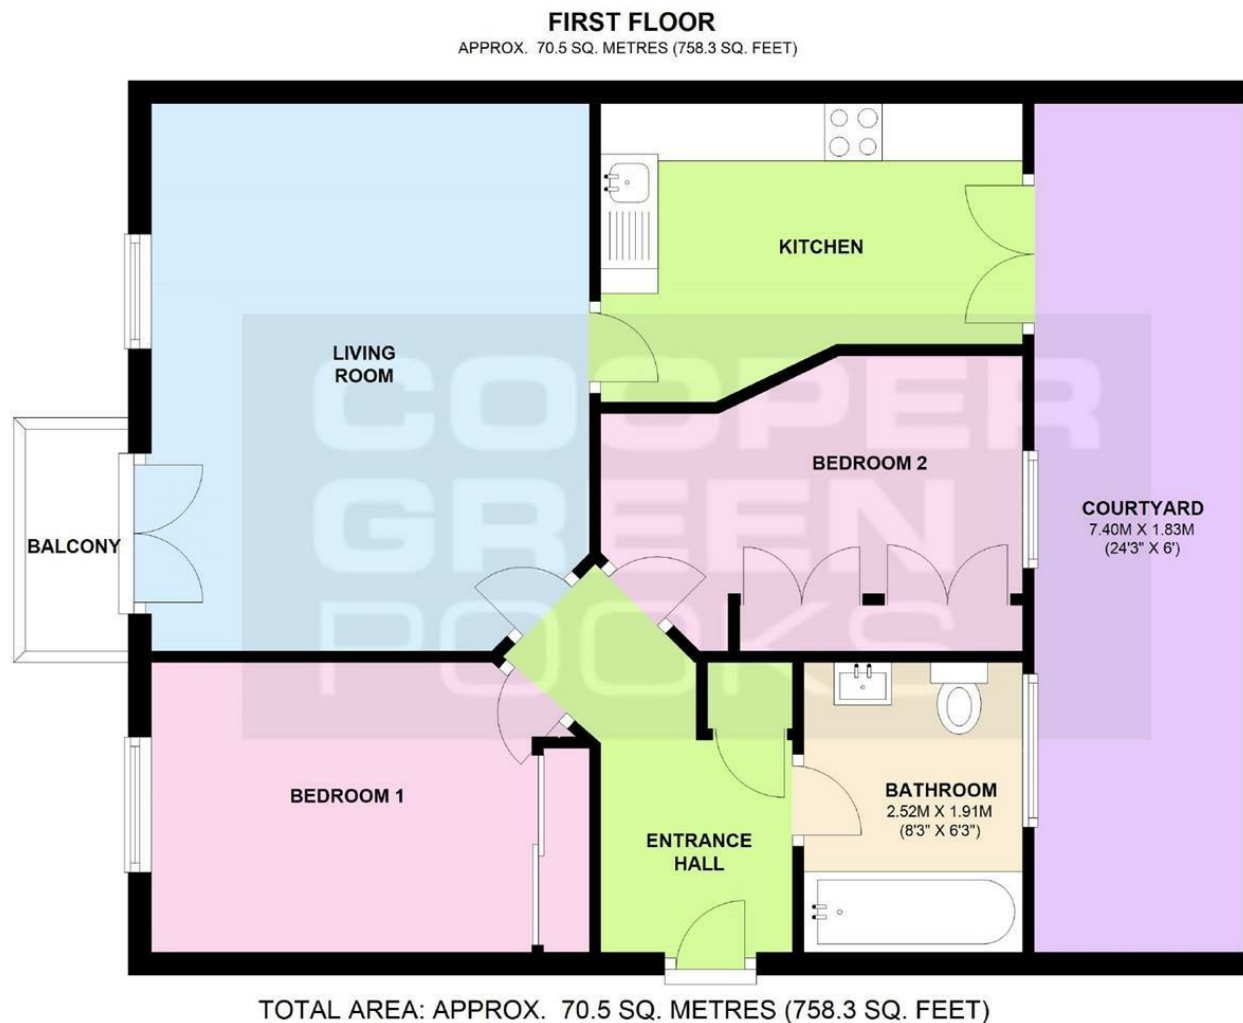 FIRST FLOOR
APPROX. 70.5 SQ. METRES (758.3 SQ. FEET)
KITCHEN
LIVING
ROOM
BEDROOM 2
COURTYARD
7.40M X 1.83M
(24'3" X 6')
BALCONY
COOPER
GREEN
POOKS
BEDROOM 1
BATHROOM
2.52M X 1.91M
(8'3" X 6'3")
ENTRANCE
HALL
TOTAL AREA: APPROX. 70.5 SQ. METRES (758.3 SQ. FEET)